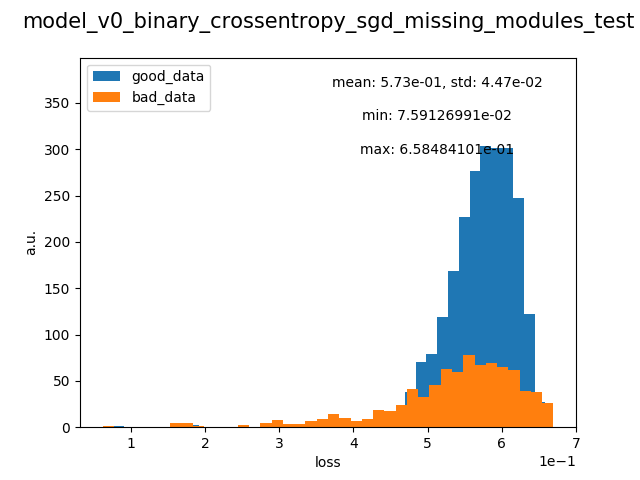 model_v0_binary_crossentropy_sgd_missing_modules_test
good_data
bad_data
mean: 5.73e-01, std: 4.47e-02
min: 7.59126991e-02
max: 6.58484101e-01
a.u.
350
300
250
200
150
100
50
0
1 2 3 4 5 6 7
1e−1
loss